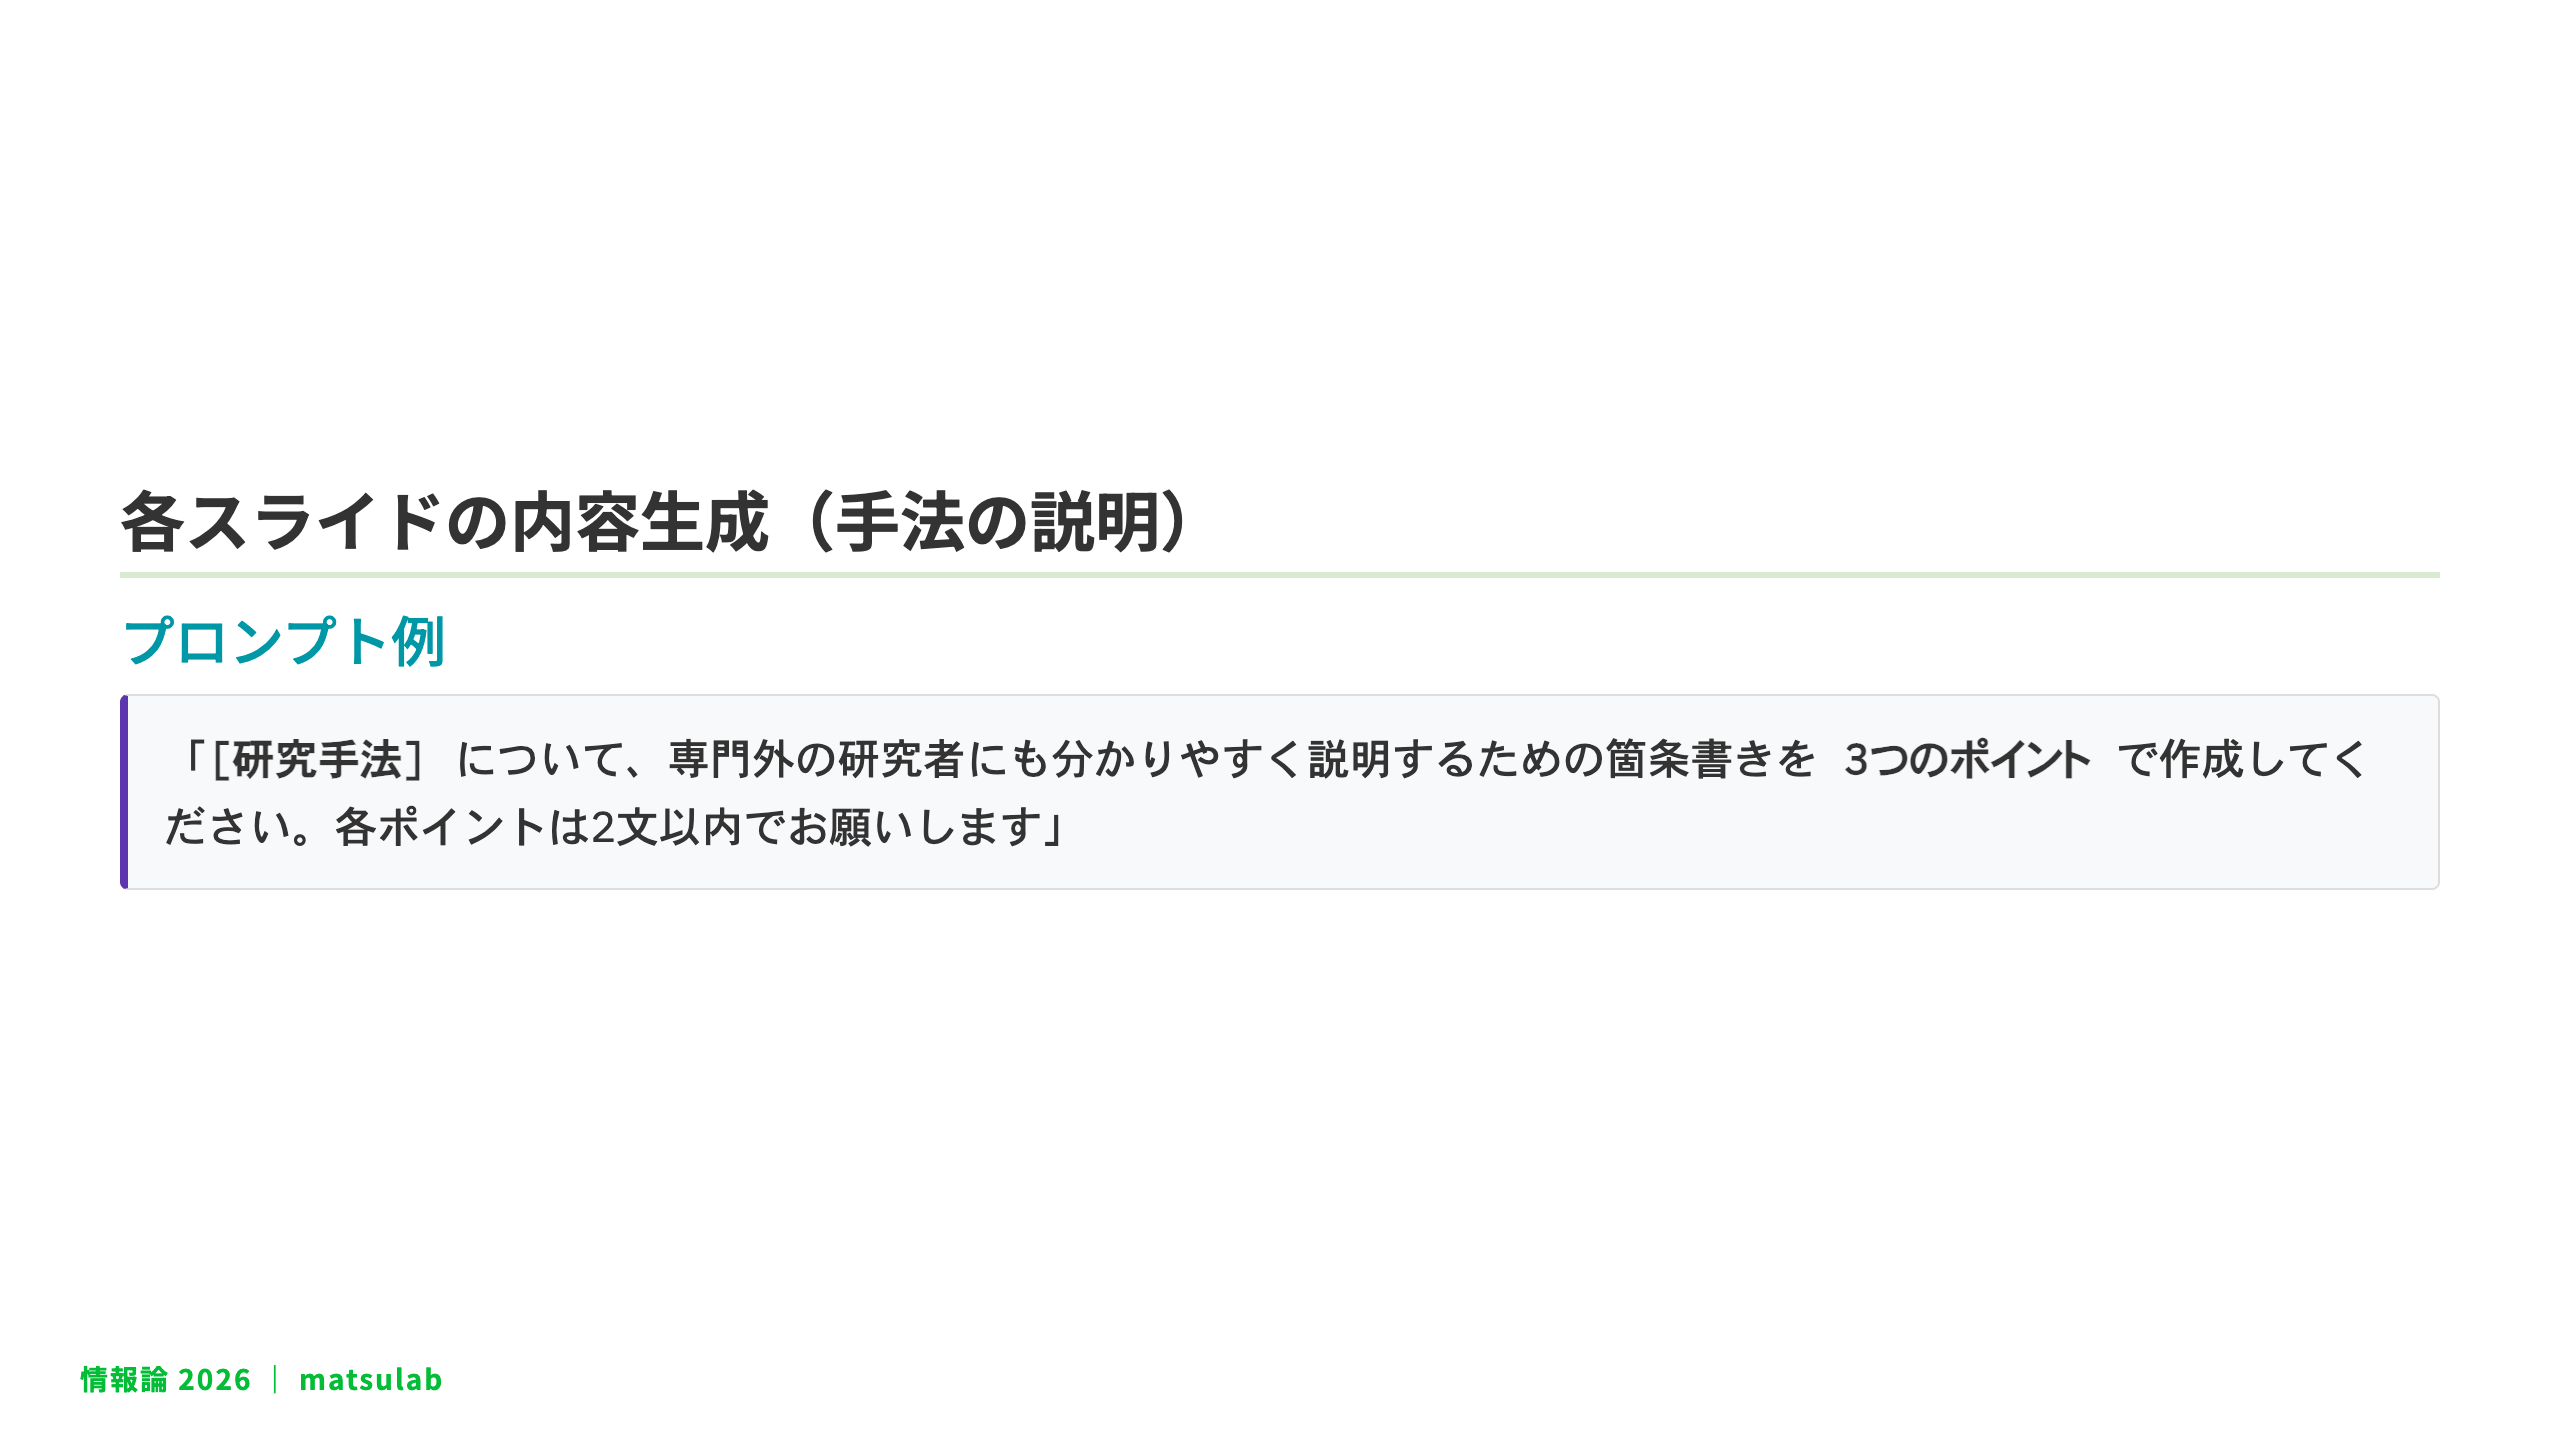 各スライドの内容生成（手法の説明）
プロンプト例
「[研究手法] について、専門外の研究者にも分かりやすく説明するための箇条書きを 3つのポイント で作成してく
ださい。各ポイントは2文以内でお願いします」
情報論 2026 ｜ matsulab